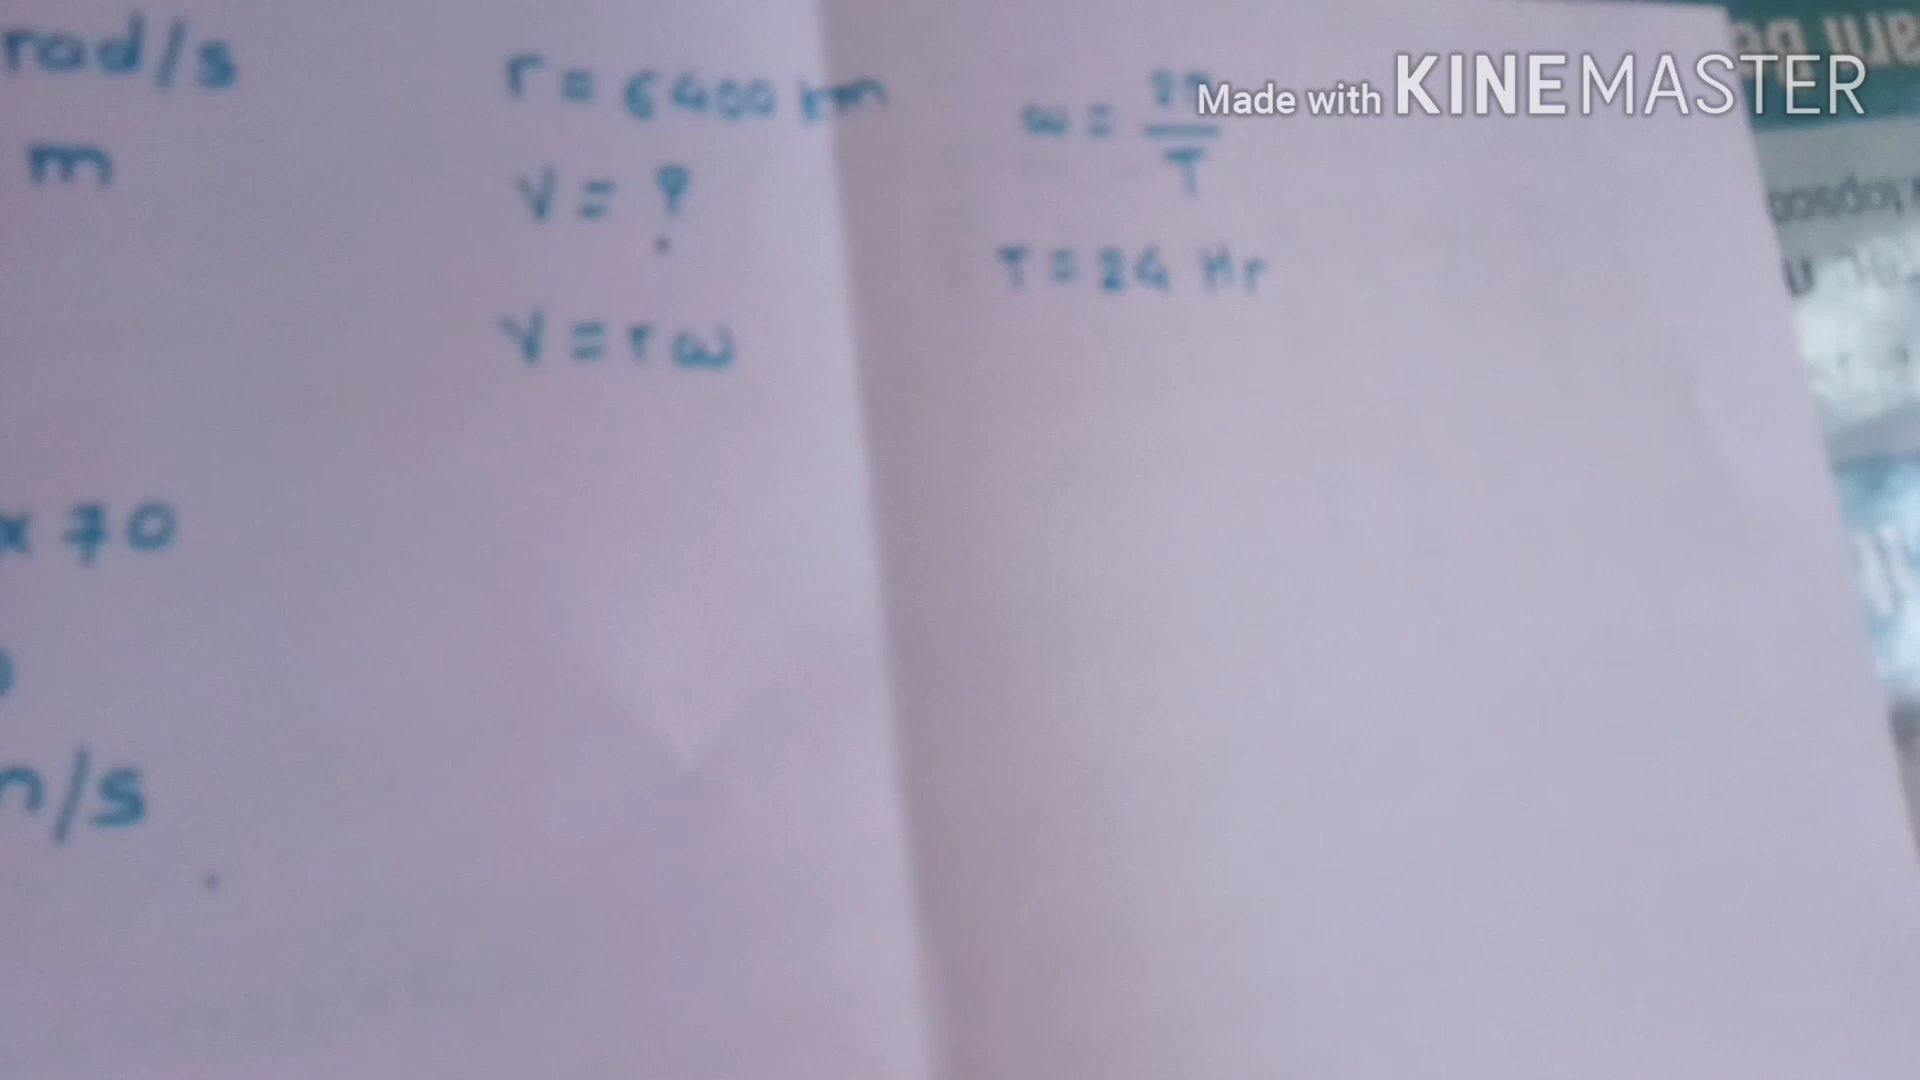 rad/s
m
x 70
n/s
r = 6400 km
V = ?
V = rω
ω = 2π/T
T = 24 Hr
Made with KINEMASTER